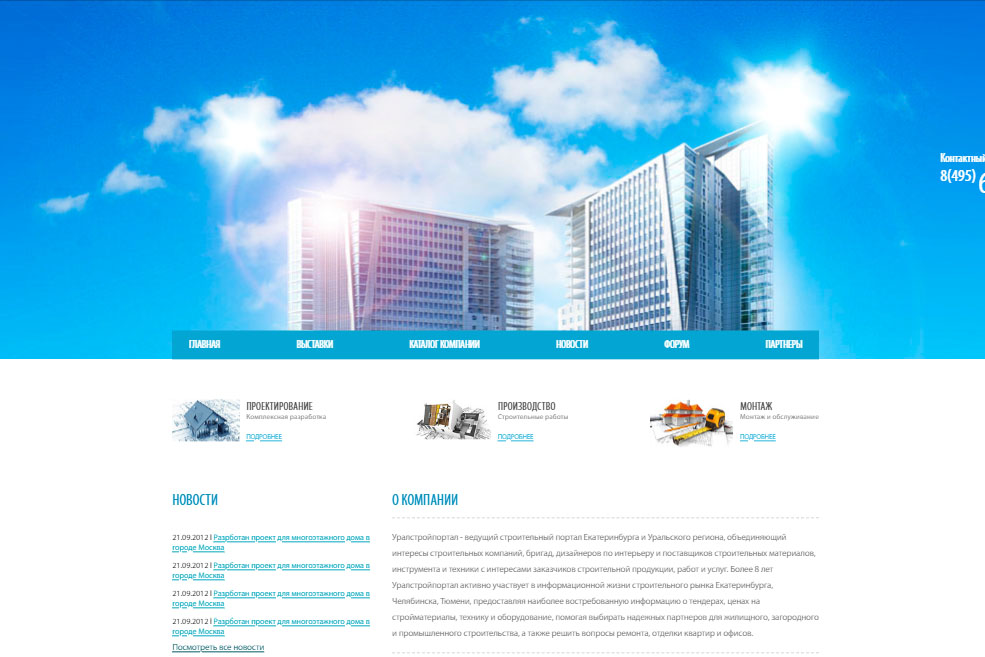 Контактный
8(495) 6
ГЛАВНАЯ ВЫСТАВКИ КАТАЛОГ КОМПАНИИ НОВОСТИ ФОРУМ ПАРТНЕРЫ
ПРОЕКТИРОВАНИЕ
Комплексная разработка
ПОДРОБНЕЕ
ПРОИЗВОДСТВО
Строительные работы
ПОДРОБНЕЕ
МОНТАЖ
Монтаж и обслуживание
ПОДРОБНЕЕ
НОВОСТИ
21.09.2012 | Разрботан проект для многоэтажного дома в
городе Москва
21.09.2012 | Разрботан проект для многоэтажного дома в
городе Москва
21.09.2012 | Разрботан проект для многоэтажного дома в
городе Москва
21.09.2012 | Разрботан проект для многоэтажного дома в
городе Москва
Посмотреть все новости
О КОМПАНИИ
Уралстройпортал - ведущий строительный портал Екатеринбурга и Уральского региона, объединяющий
интересы строительных компаний, бригад, дизайнеров по интерьеру и поставщиков строительных материалов,
инструмента и техники с интересами заказчиков строительной продукции, работ и услуг. Более 8 лет
Уралстройпортал активно участвует в информационной жизни строительного рынка Екатеринбурга,
Челябинска, Тюмени, предоставляя наиболее востребованную информацию о тендерах, ценах на
стройматериалы, технику и оборудование, помогая выбирать надежных партнеров для жилищного, загородного
и промышленного строительства, а также решить вопросы ремонта, отделки квартир и офисов.